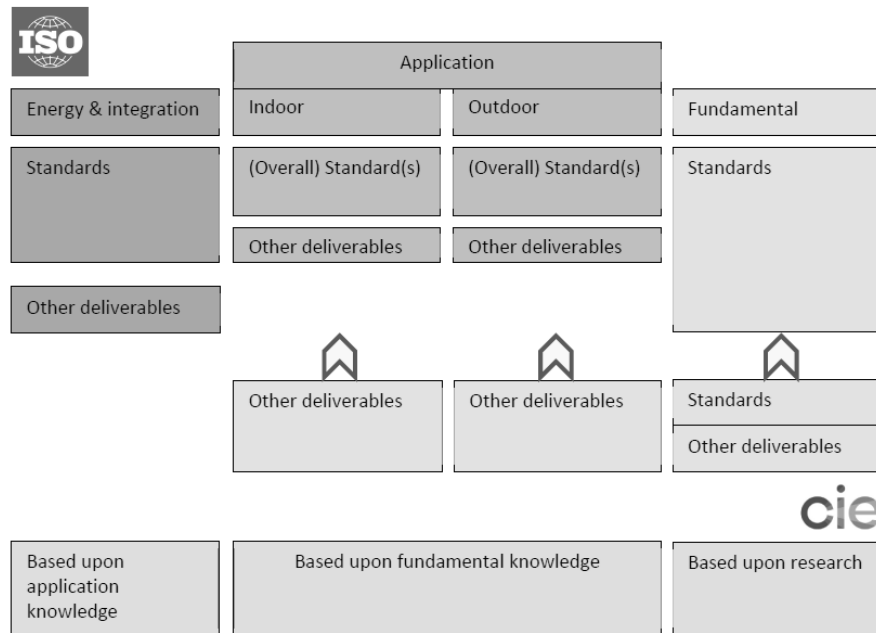 ISO
Application
Energy & integration
Indoor
Outdoor
Fundamental
Standards
(Overall) Standard(s)
(Overall) Standard(s)
Standards
Other deliverables
Other deliverables
Other deliverables
Other deliverables
Other deliverables
Standards
Other deliverables
cie
Based upon
application
knowledge
Based upon fundamental knowledge
Based upon research